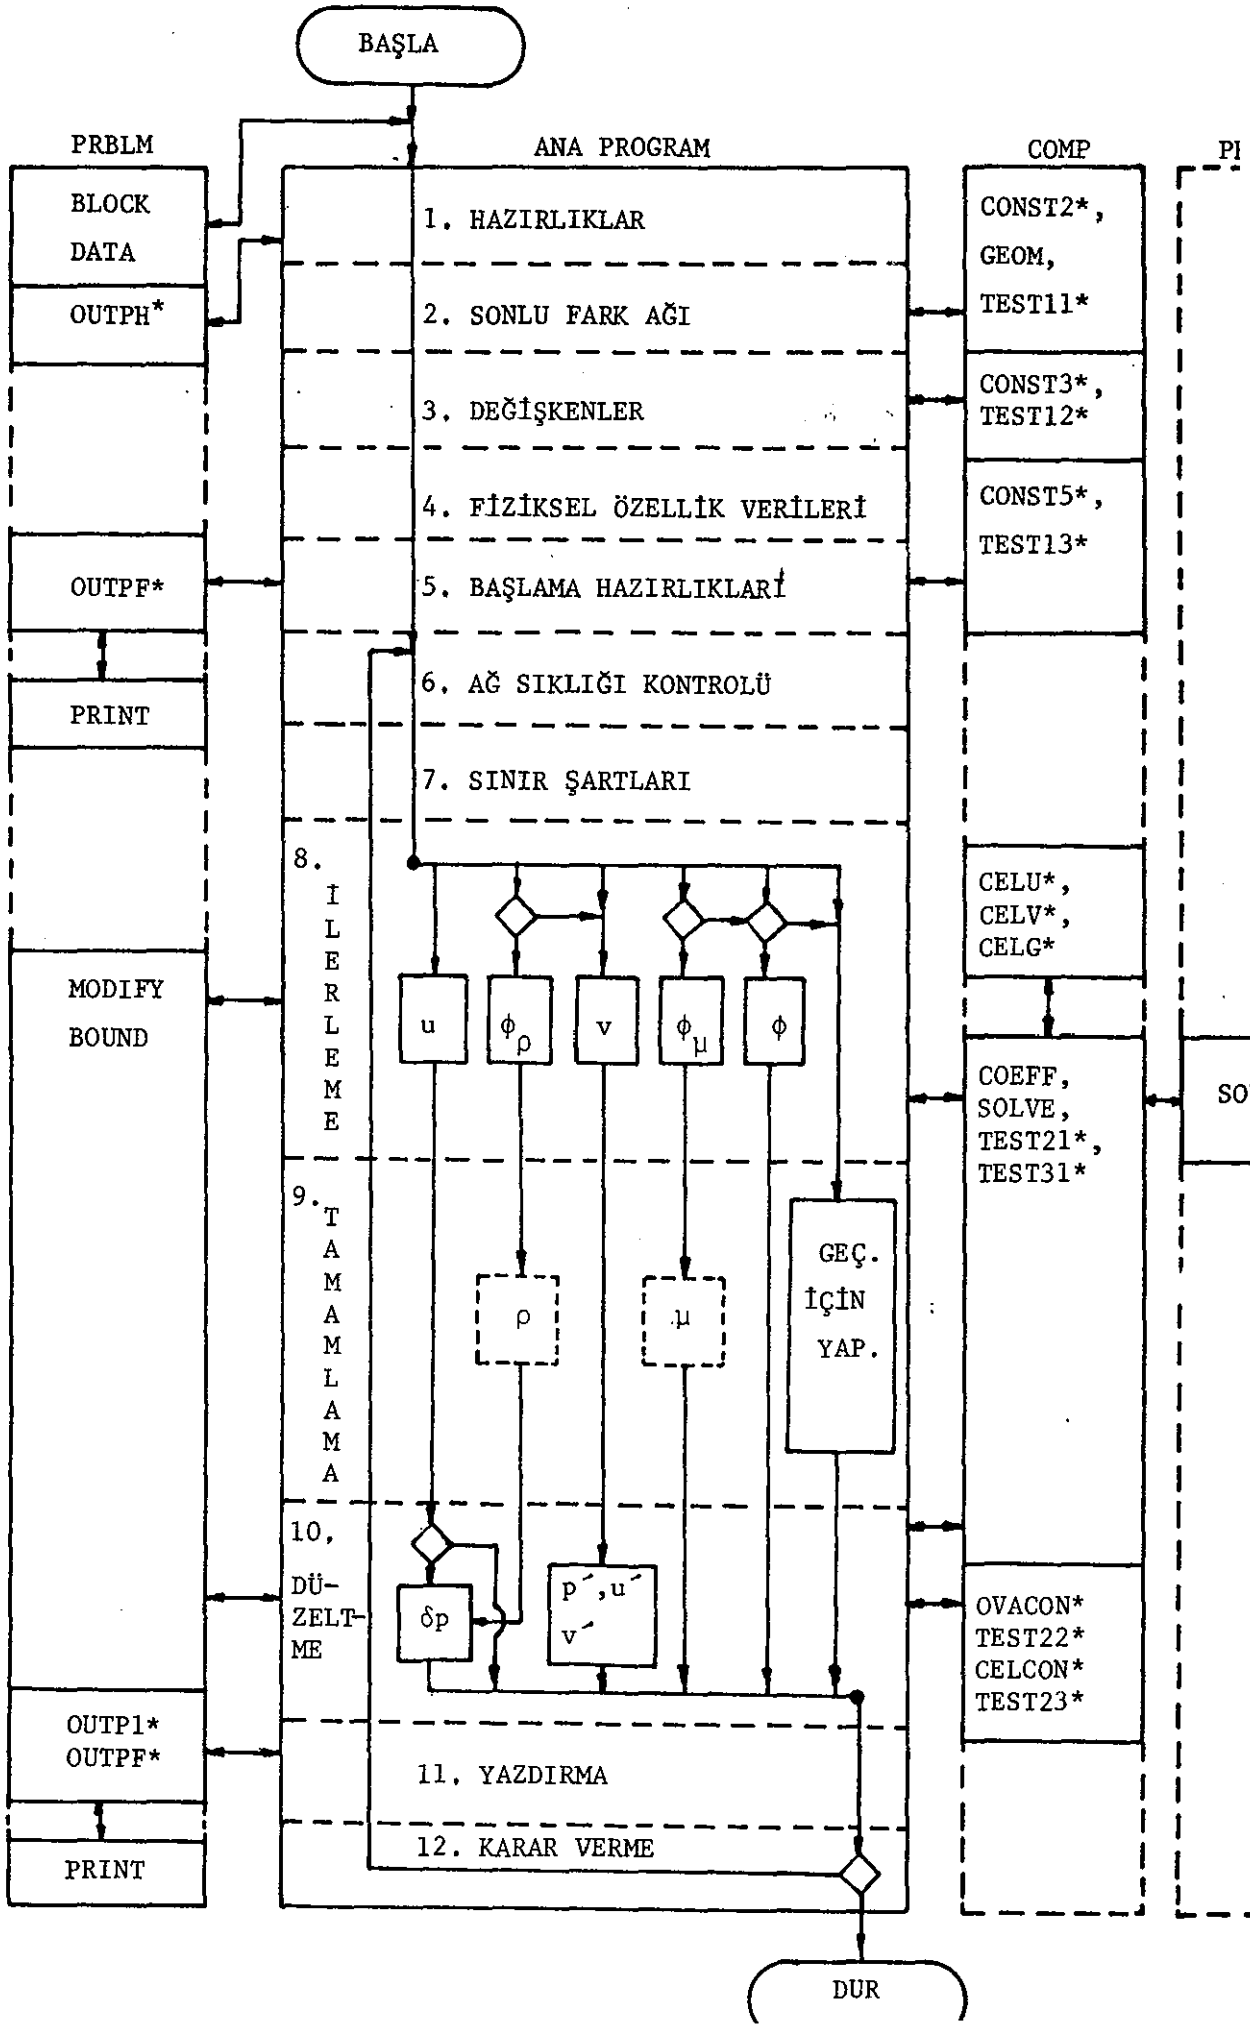 BAŞLA
PRBLM
BLOCK
DATA
OUTPH*
OUTPF*
PRINT
MODIFY
BOUND
OUTP1*
OUTPF*
PRINT
ANA PROGRAM
1. HAZIRLIKLAR
2. SONLU FARK AĞI
3. DEĞİŞKENLER
4. FİZİKSEL ÖZELLİK VERİLERİ
5. BAŞLAMA HAZIRLIKLARI
6. AĞ SIKLIĞI KONTROLÜ
7. SINIR ŞARTLARI
8. İLERLEME
u
ϕρ
v
ϕμ
ϕ
9. TAMAMLAMA
ρ
μ
GEÇ.
İÇİN
YAP.
10.
DÜ-
ZELT-
ME
δp
p´,u´
v´
11. YAZDIRMA
12. KARAR VERME
DUR
COMP
CONST2*,
GEOM,
TEST11*
CONST3*,
TEST12*
CONST5*,
TEST13*
CELU*,
CELV*,
CELG*
COEFF,
SOLVE,
TEST21*,
TEST31*
OVACON*
TEST22*
CELCON*
TEST23*
SO